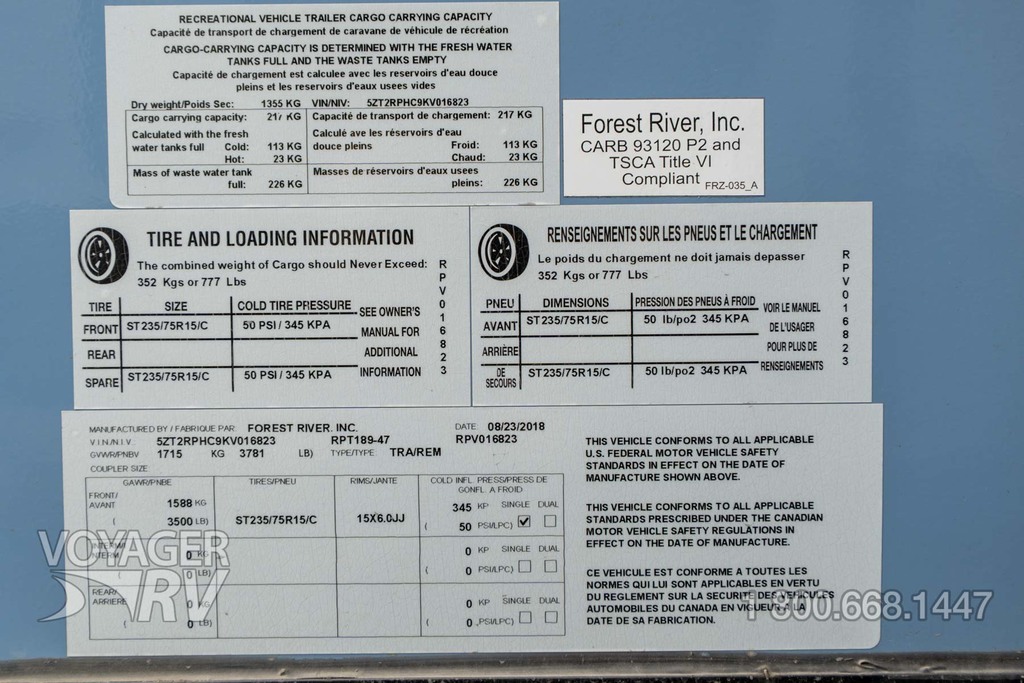 RECREATIONAL VEHICLE TRAILER CARGO CARRYING CAPACITY
Capacité de transport de chargement de caravane de véhicule de récréation
CARGO-CARRYING CAPACITY IS DETERMINED WITH THE FRESH WATER
TANKS FULL AND THE WASTE TANKS EMPTY
Capacité de chargement est calculee avec les reservoirs d'eau douce
pleins et reservoirs d'eaux usees vides
Dry weight/Poids Sec: 1355 KG VIN/NIV: 5ZT2RPHC9KV016823
Cargo carrying capacity: 217 KG Capacité de transport de chargement: 217 KG
Calculated with the fresh Calculé ave les réservoirs d'eau
water tanks full Cold: 113 KG douce pleins Froid: 113 KG
Hot: 23 KG Chaud: 23 KG
Mass of waste water tank Masses de réservoirs d'eaux usees
full: 226 KG pleins: 226 KG
Forest River, Inc.
CARB 93120 P2 and
TSCA Title VI
Compliant FRZ-035_A
TIRE AND LOADING INFORMATION
The combined weight of Cargo should Never Exceed:
352 Kgs or 777 Lbs
TIRE SIZE COLD TIRE PRESSURE
FRONT ST235/75R15/C 50 PSI / 345 KPA
REAR
SPARE ST235/75R15/C 50 PSI / 345 KPA
SEE OWNER'S
MANUAL FOR
ADDITIONAL
INFORMATION
RPV016823
RENSEIGNEMENTS SUR LES PNEUS ET LE CHARGEMENT
Le poids du chargement ne doit jamais depasser
352 Kgs or 777 Lbs
PNEU DIMENSIONS PRESSION DES PNEUS À FROID
AVANT ST235/75R15/C 50 lb/po2 345 KPA
ARRIÈRE
DE
SECOURS ST235/75R15/C 50 lb/po2 345 KPA
VOIR LE MANUEL
DE L'USAGER
POUR PLUS DE
RENSEIGNEMENTS
RPV016823
MANUFACTURED BY / FABRIQUE PAR: FOREST RIVER, INC. DATE: 08/23/2018
V I N / N I V . 5ZT2RPHC9KV016823 RPT189-47 RPV016823
GVWR/PNBV 1715 KG 3781 LB) TYPE/TYPE TRA/REM
COUPLER SIZE
GAWR/PNBE TIRES/PNEU RIMS/JANTE COLD INFL. PRESS/PRESS DE
GONFL. A FROID
FRONT/
AVANT 1588 KG 345 KP SINGLE DUAL
( 3500 LB) ST235/75R15/C 15X6.0JJ ( 50 PSI/LPC)
INTERIM/
INTERM 0 KG 0 KP SINGLE DUAL
( 0 LB) ( 0 PSI/LPC)
REAR/
ARRIERE 0 KG 0 KP SINGLE DUAL
( 0 LB) ( 0 PSI/LPC)
THIS VEHICLE CONFORMS TO ALL APPLICABLE
U.S. FEDERAL MOTOR VEHICLE SAFETY
STANDARDS IN EFFECT ON THE DATE OF
MANUFACTURE SHOWN ABOVE.
THIS VEHICLE CONFORMS TO ALL APPLICABLE
STANDARDS PRESCRIBED UNDER THE CANADIAN
MOTOR VEHICLE SAFETY REGULATIONS IN
EFFECT ON THE DATE OF MANUFACTURE.
CE VEHICULE EST CONFORME A TOUTES LES
NORMES QUI LUI SONT APPLICABLES EN VERTU
DU REGLEMENT SUR LA SECURITE DES VEHICULES
AUTOMOBILES DU CANADA EN VIGUEUR A LA
DATE DE SA FABRICATION.
VOYAGER
RV
1-800.668.1447